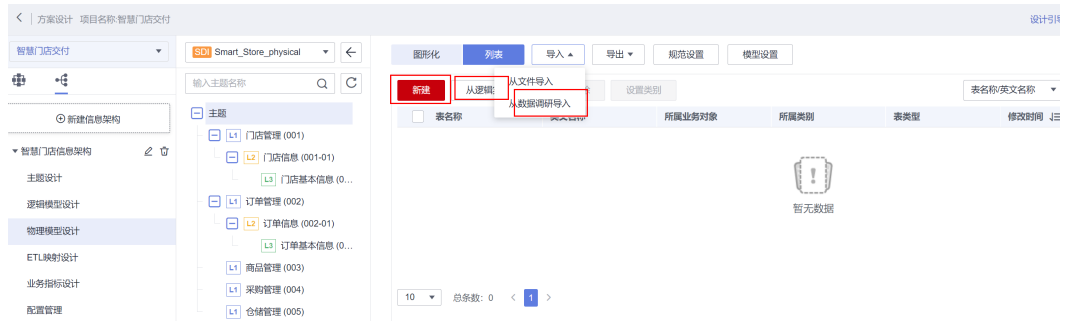 方案设计 项目名称:智慧门店交付
设计引
智慧门店交付
新建信息架构
智慧门店信息架构
主题设计
逻辑模型设计
物理模型设计
ETL映射设计
业务指标设计
配置管理
SDI Smart_Store_physical
输入主题名称
主题
L1 门店管理 (001)
L2 门店信息 (001-01)
L3 门店基本信息 (0...
L1 订单管理 (002)
L2 订单信息 (002-01)
L3 订单基本信息 (0...
L1 商品管理 (003)
L1 采购管理 (004)
L1 仓储管理 (005)
图形化 列表 导入 导出 规范设置 模型设置
从文件导入
从数据调研导入
新建 从逻辑 设置类别 表名称/英文名称
表名称 英文名称 所属业务对象 所属类别 表类型 修改时间
暂无数据
10 总条数: 0 < 1 >